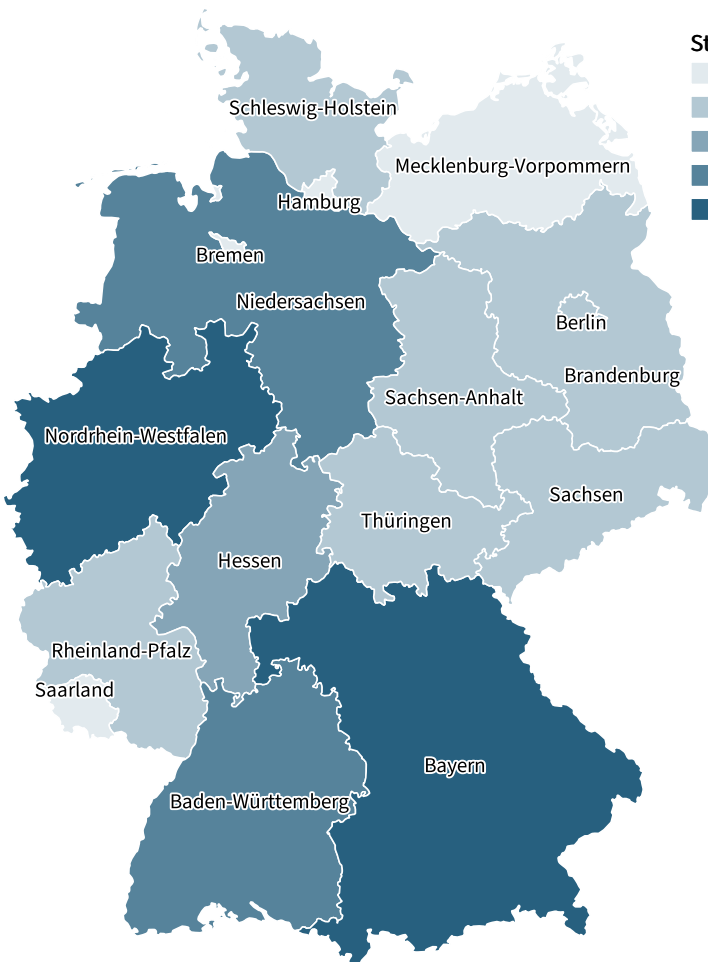 St
Schleswig-Holstein
Mecklenburg-Vorpommern
Hamburg
Bremen
Niedersachsen
Berlin
Brandenburg
Sachsen-Anhalt
Nordrhein-Westfalen
Sachsen
Thüringen
Hessen
Rheinland-Pfalz
Saarland
Bayern
Baden-Württemberg